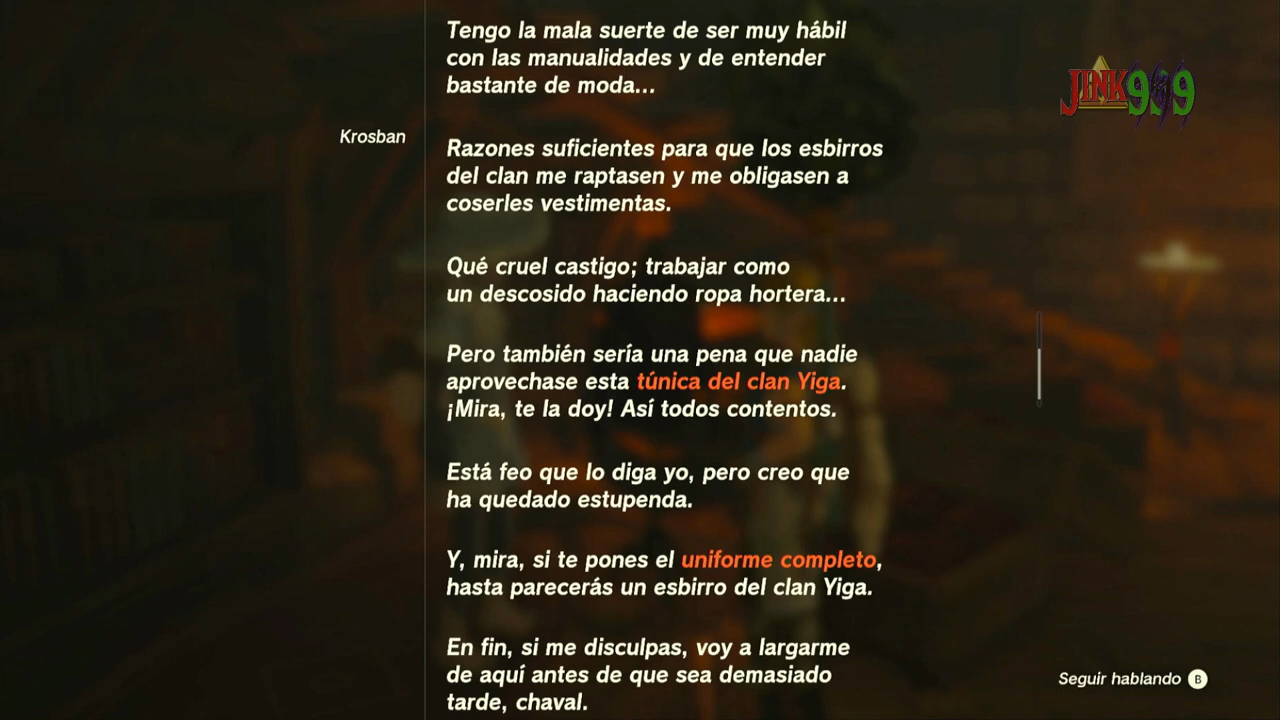 Tengo la mala suerte de ser muy hábil
con las manualidades y de entender
bastante de moda...
JINK999
Krosban
Razones suficientes para que los esbirros
del clan me raptasen y me obligasen a
coserles vestimentas.
Qué cruel castigo; trabajar como
un descosido haciendo ropa hortera...
Pero también sería una pena que nadie
aprovechase esta túnica del clan Yiga.
¡Mira, te la doy! Así todos contentos.
Está feo que lo diga yo, pero creo que
ha quedado estupenda.
Y, mira, si te pones el uniforme completo,
hasta parecerás un esbirro del clan Yiga.
En fin, si me disculpas, voy a largarme
de aquí antes de que sea demasiado
tarde, chaval.
Seguir hablando B